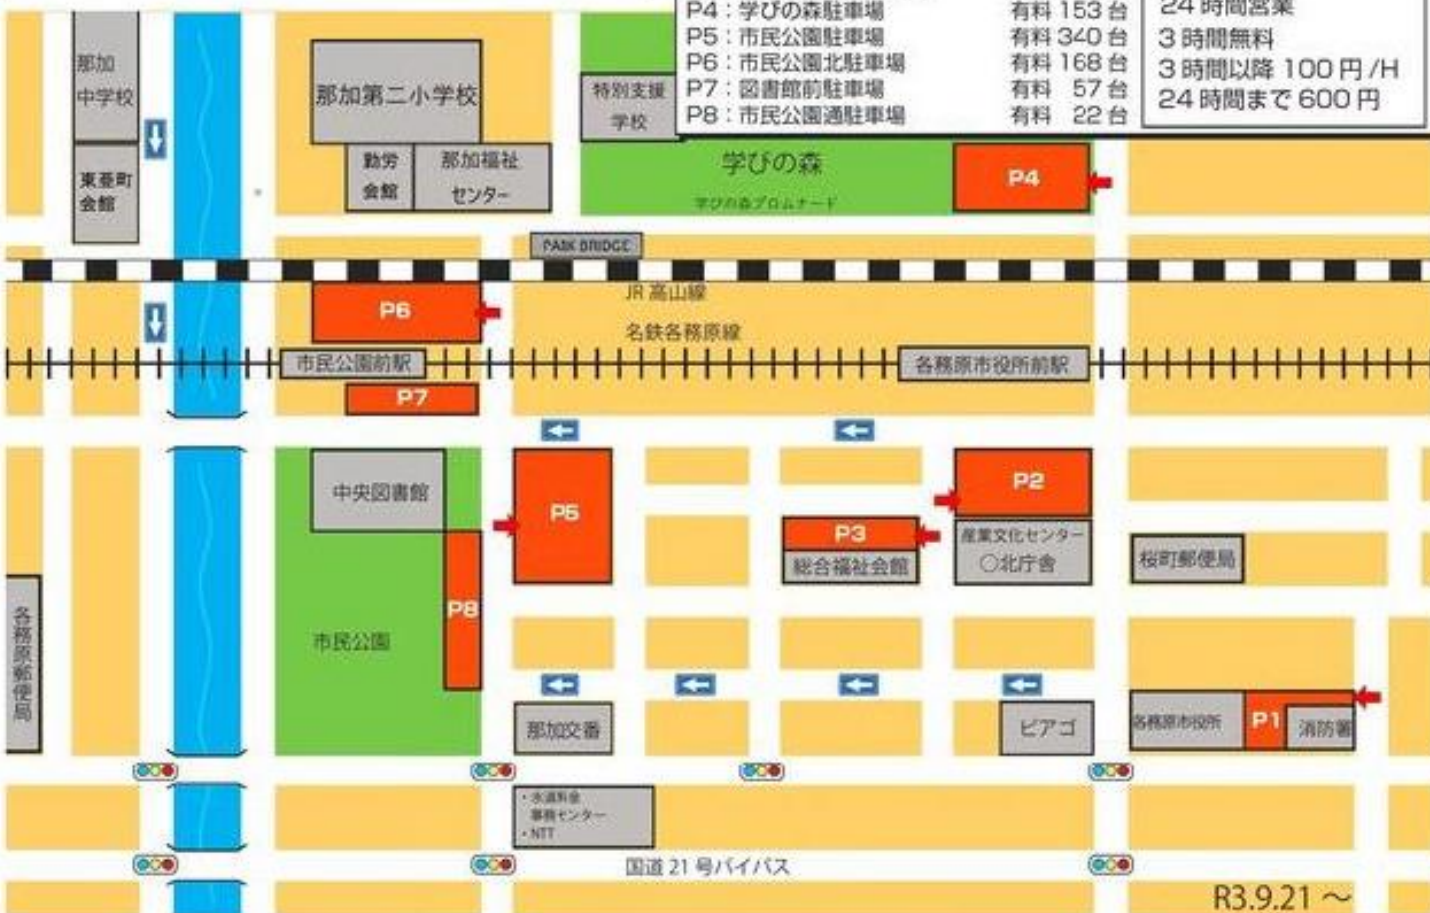 P4：学びの森駐車場 有料 153 台
P5：市民公園駐車場 有料 340 台
P6：市民公園北駐車場 有料 168 台
P7：図書館前駐車場 有料 57 台
P8：市民公園通駐車場 有料 22 台
24 時間営業
3 時間無料
3 時間以降 100 円 /H
24 時間まで 600 円
那加
中学校
東亜町
会館
那加第二小学校
勤労
会館
那加福祉
センター
特別支援
学校
学びの森
学びの森プロムナード
P4
PARK BRIDGE
JR 高山線
P6
名鉄各務原線
市民公園前駅
各務原市役所前駅
P7
中央図書館
P5
P3
総合福祉会館
P2
産業文化センター
○北庁舎
桜町郵便局
各務原郵便局
市民公園
P8
那加交番
ピアゴ
各務原市役所
P1
消防署
・水道料金
事務センター
・NTT
国道 21 号バイパス
R3.9.21 ～